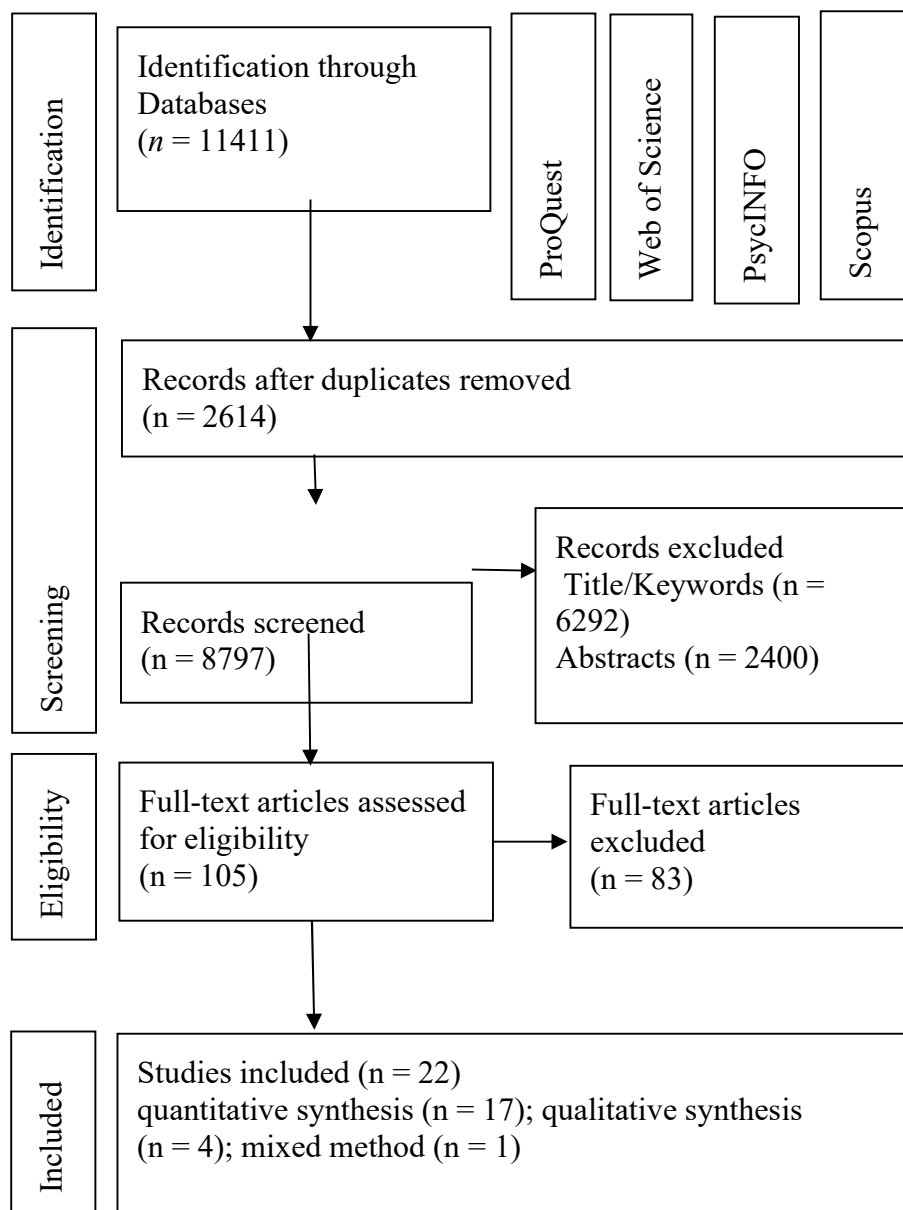 Identification
Identification through
Databases
(n = 11411)
ProQuest
Web of Science
PsycINFO
Scopus
Screening
Records after duplicates removed
(n = 2614)
Records screened
(n = 8797)
Records excluded
Title/Keywords (n =
6292)
Abstracts (n = 2400)
Eligibility
Full-text articles assessed
for eligibility
(n = 105)
Full-text articles
excluded
(n = 83)
Included
Studies included (n = 22)
quantitative synthesis (n = 17); qualitative synthesis
(n = 4); mixed method (n = 1)